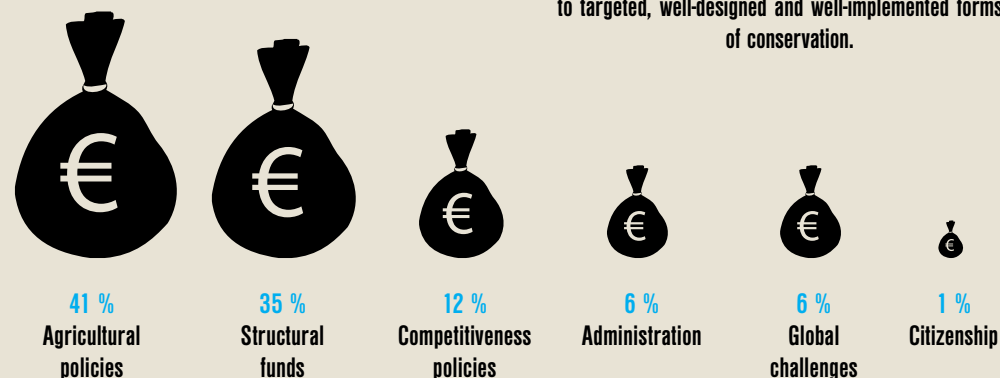 to targeted, well-designed and well-implemented forms
of conservation.
€
€
€
€
€
€
41 %
Agricultural
policies
35 %
Structural
funds
12 %
Competitiveness
policies
6 %
Administration
6 %
Global
challenges
1 %
Citizenship